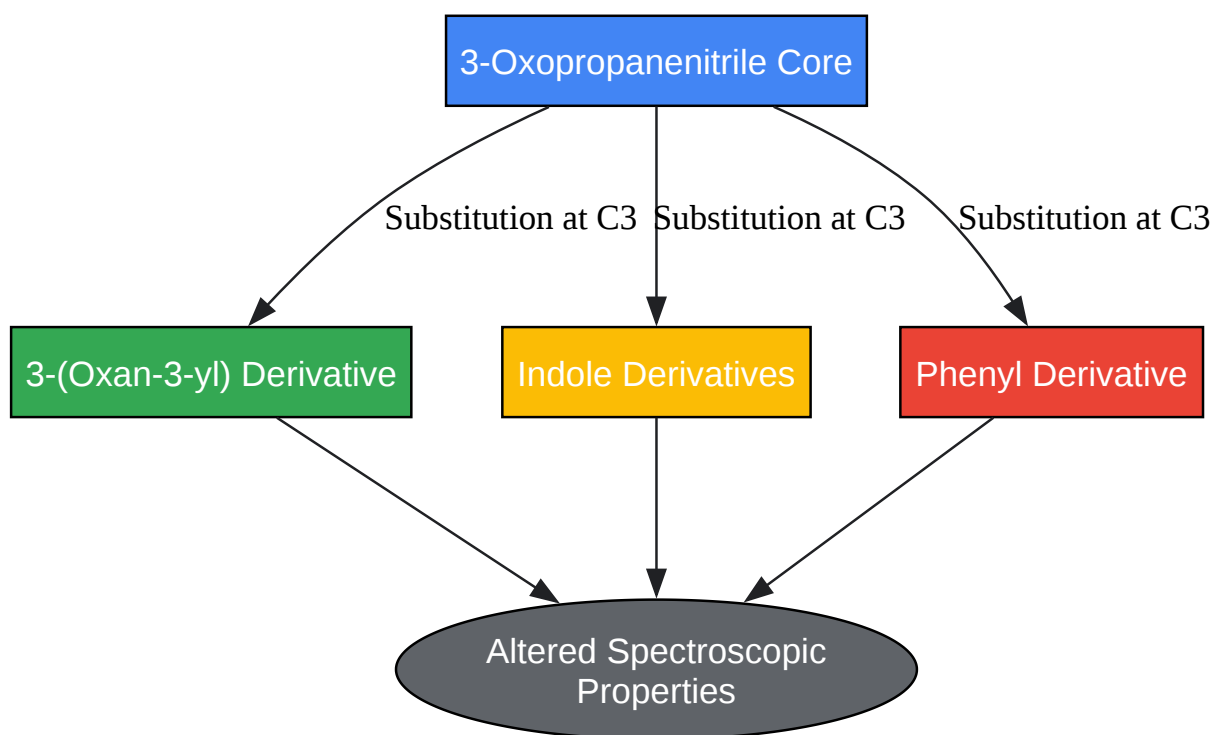 3-Oxopropanenitrile Core
Substitution at C3
Substitution at C3
Substitution at C3
3-(Oxan-3-yl) Derivative
Indole Derivatives
Phenyl Derivative
Altered Spectroscopic
Properties